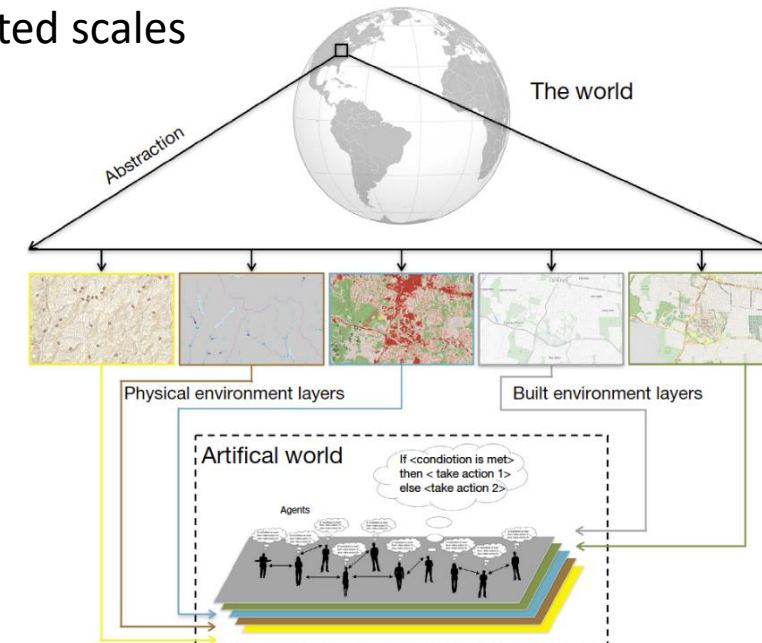 ted scales
The world
Abstraction
Physical environment layers
Built environment layers
Artifical world
If <condiotion is met>
then < take action 1>
else <take action 2>
Agents